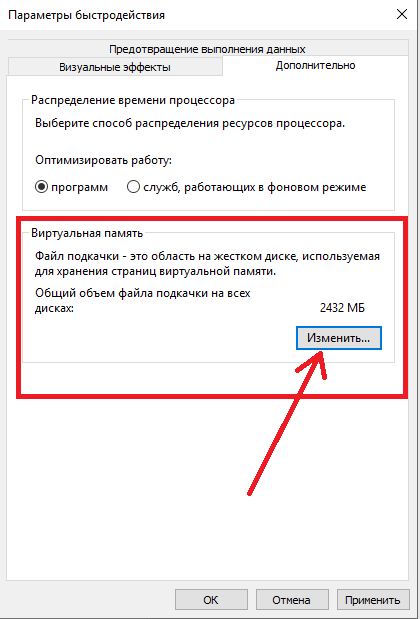 Параметры быстродействия
Предотвращение выполнения данных
Визуальные эффекты
Дополнительно
Распределение времени процессора
Выберите способ распределения ресурсов процессора.
Оптимизировать работу:
программ
служб, работающих в фоновом режиме
Виртуальная память
Файл подкачки - это область на жестком диске, используемая
для хранения страниц виртуальной памяти.
Общий объем файла подкачки на всех
дисках:
2432 МБ
Изменить...
ОК
Отмена
Применить